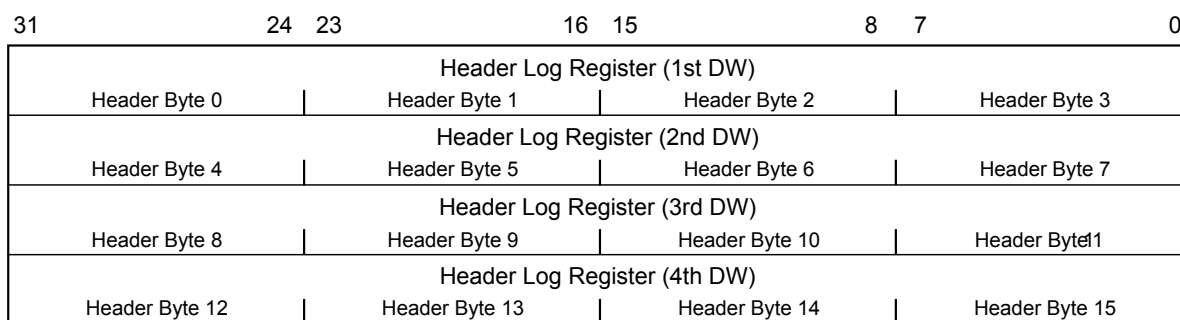 31 24 23 16 15 8 7 0
Header Log Register (1st DW)
Header Byte 0 Header Byte 1 Header Byte 2 Header Byte 3
Header Log Register (2nd DW)
Header Byte 4 Header Byte 5 Header Byte 6 Header Byte 7
Header Log Register (3rd DW)
Header Byte 8 Header Byte 9 Header Byte 10 Header Byte11
Header Log Register (4th DW)
Header Byte 12 Header Byte 13 Header Byte 14 Header Byte 15